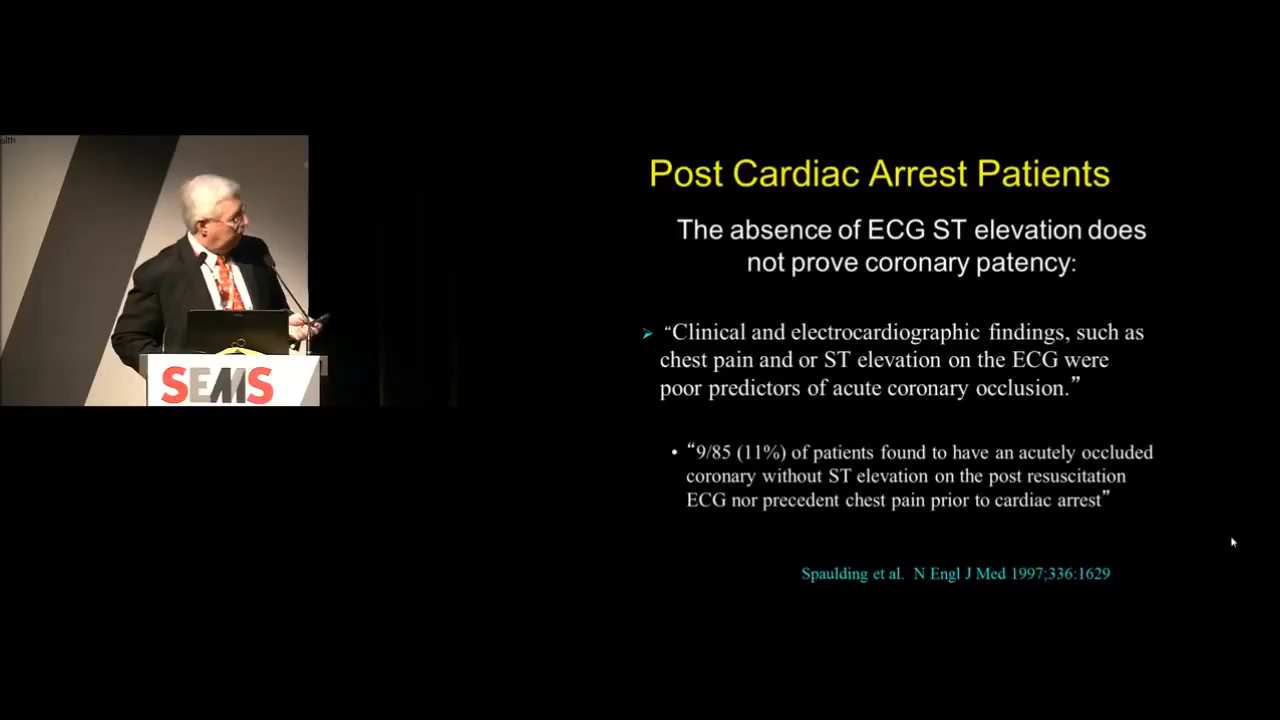 ulth
SEMS
Post Cardiac Arrest Patients
The absence of ECG ST elevation does
not prove coronary patency:
➢ “Clinical and electrocardiographic findings, such as
chest pain and or ST elevation on the ECG were
poor predictors of acute coronary occlusion.”
• “9/85 (11%) of patients found to have an acutely occluded
coronary without ST elevation on the post resuscitation
ECG nor precedent chest pain prior to cardiac arrest”
Spaulding et al.  N Engl J Med 1997;336:1629